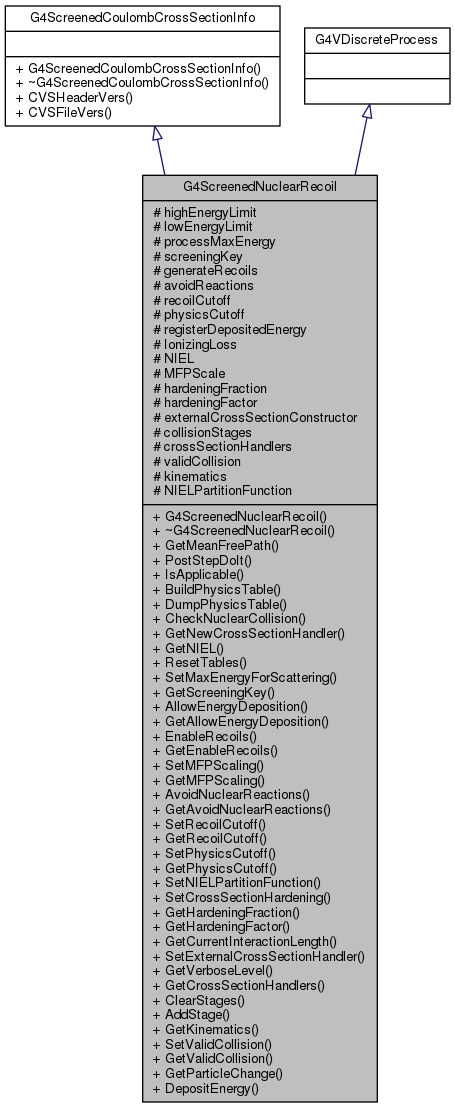 G4ScreenedCoulombCrossSectionInfo
+ G4ScreenedCoulombCrossSectionInfo()
+ ~G4ScreenedCoulombCrossSectionInfo()
+ CVSHeaderVers()
+ CVSFileVers()
G4VDiscreteProcess
G4ScreenedNuclearRecoil
# highEnergyLimit
# lowEnergyLimit
# processMaxEnergy
# screeningKey
# generateRecoils
# avoidReactions
# recoilCutoff
# physicsCutoff
# registerDepositedEnergy
# IonizingLoss
# NIEL
# MFPScale
# hardeningFraction
# hardeningFactor
# externalCrossSectionConstructor
# collisionStages
# crossSectionHandlers
# validCollision
# kinematics
# NIELPartitionFunction
+ G4ScreenedNuclearRecoil()
+ ~G4ScreenedNuclearRecoil()
+ GetMeanFreePath()
+ PostStepDoIt()
+ IsApplicable()
+ BuildPhysicsTable()
+ DumpPhysicsTable()
+ CheckNuclearCollision()
+ GetNewCrossSectionHandler()
+ GetNIEL()
+ ResetTables()
+ SetMaxEnergyForScattering()
+ GetScreeningKey()
+ AllowEnergyDeposition()
+ GetAllowEnergyDeposition()
+ EnableRecoils()
+ GetEnableRecoils()
+ SetMFPScaling()
+ GetMFPScaling()
+ AvoidNuclearReactions()
+ GetAvoidNuclearReactions()
+ SetRecoilCutoff()
+ GetRecoilCutoff()
+ SetPhysicsCutoff()
+ GetPhysicsCutoff()
+ SetNIELPartitionFunction()
+ SetCrossSectionHardening()
+ GetHardeningFraction()
+ GetHardeningFactor()
+ GetCurrentInteractionLength()
+ SetExternalCrossSectionHandler()
+ GetVerboseLevel()
+ GetCrossSectionHandlers()
+ ClearStages()
+ AddStage()
+ GetKinematics()
+ SetValidCollision()
+ GetValidCollision()
+ GetParticleChange()
+ DepositEnergy()